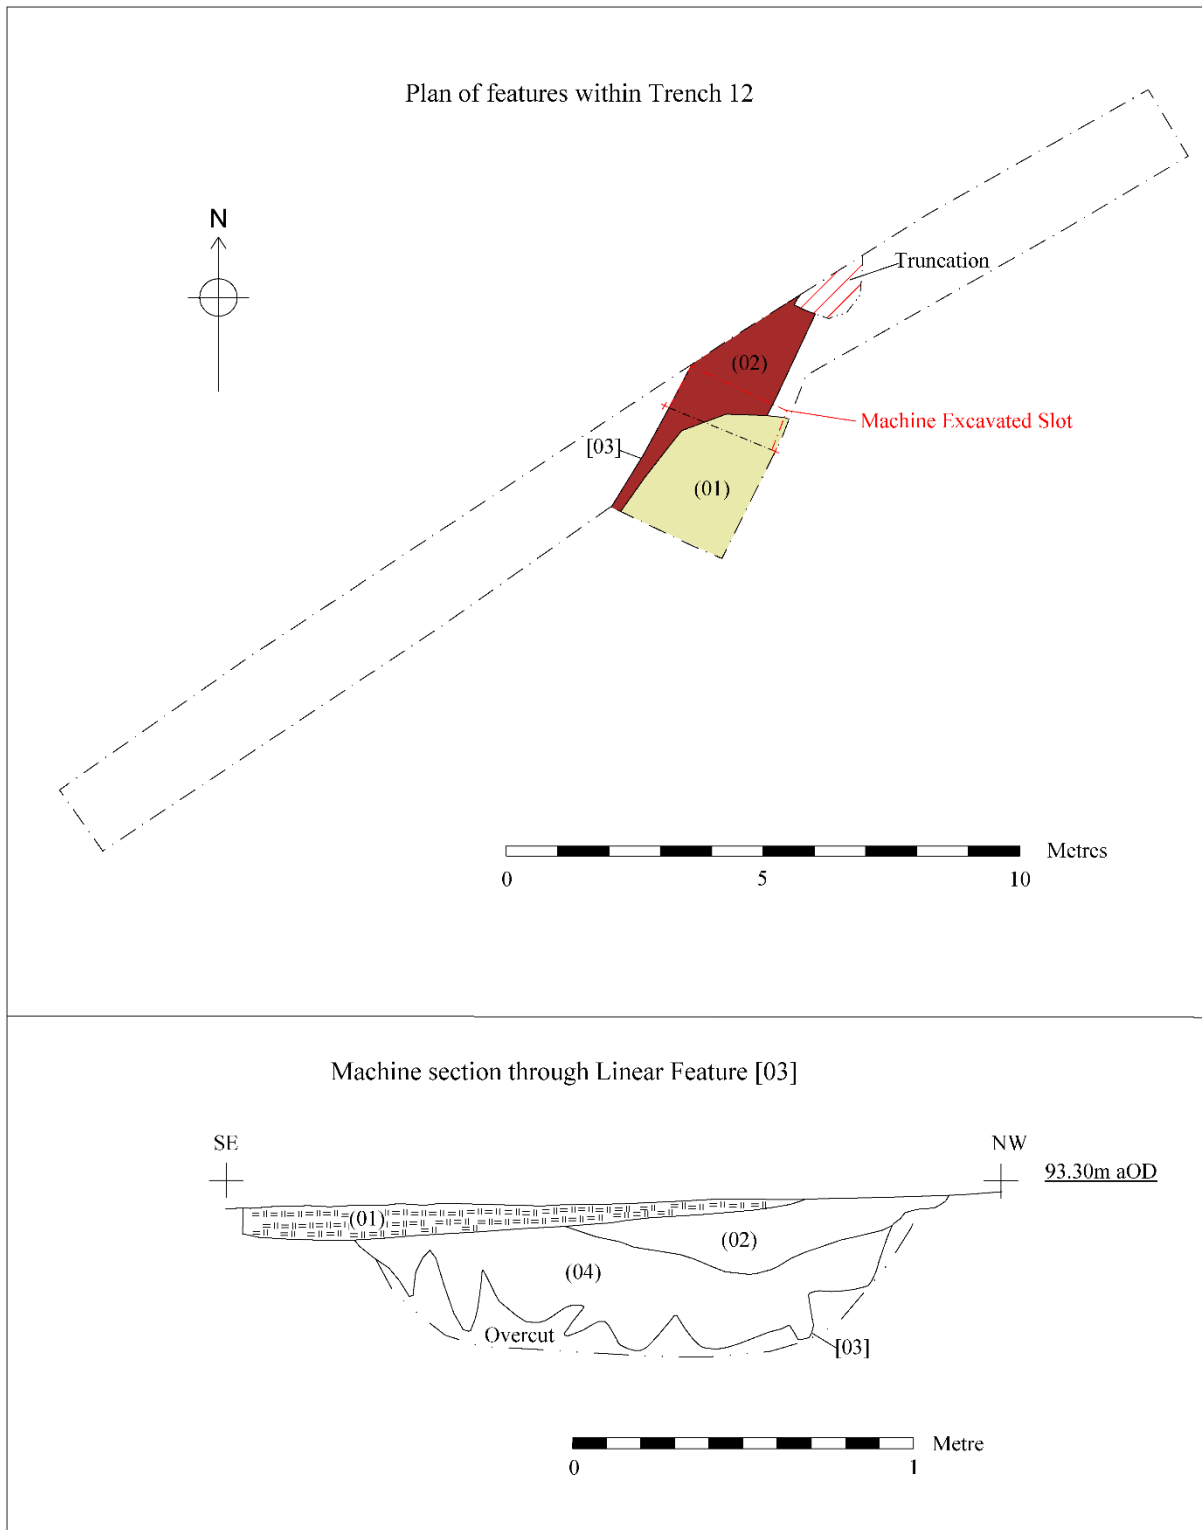 Plan of features within Trench 12
N
Truncation
(02)
Machine Excavated Slot
[03]
(01)
Metres
0 5 10
Machine section through Linear Feature [03]
SE NW
93.30m aOD
(01)
(02)
(04)
Overcut
[03]
Metre
0 1